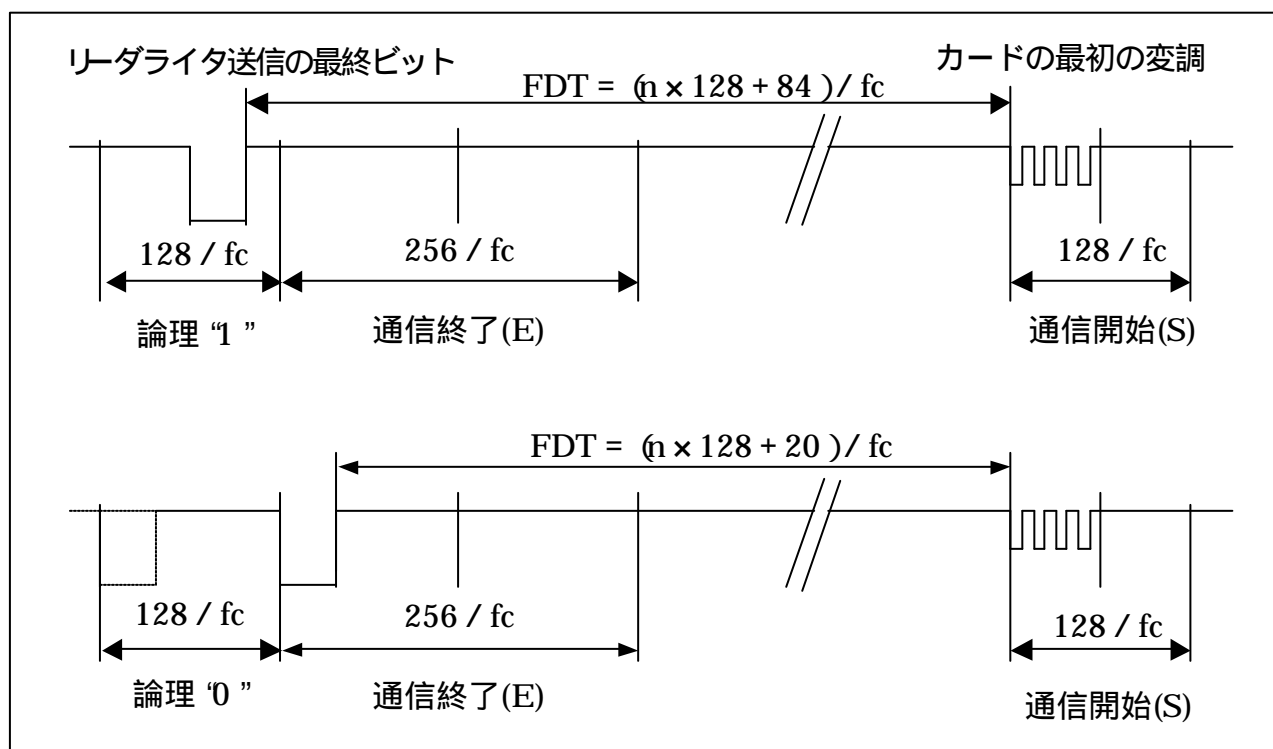 リーダライタ送信の最終ビット
カードの最初の変調
FDT = (n × 128 + 84 ) / fc
128 / fc
256 / fc
128 / fc
論理 “1 ”
通信終了(E)
通信開始(S)
FDT = (n × 128 + 20 ) / fc
128 / fc
256 / fc
128 / fc
論理 “0 ”
通信終了(E)
通信開始(S)